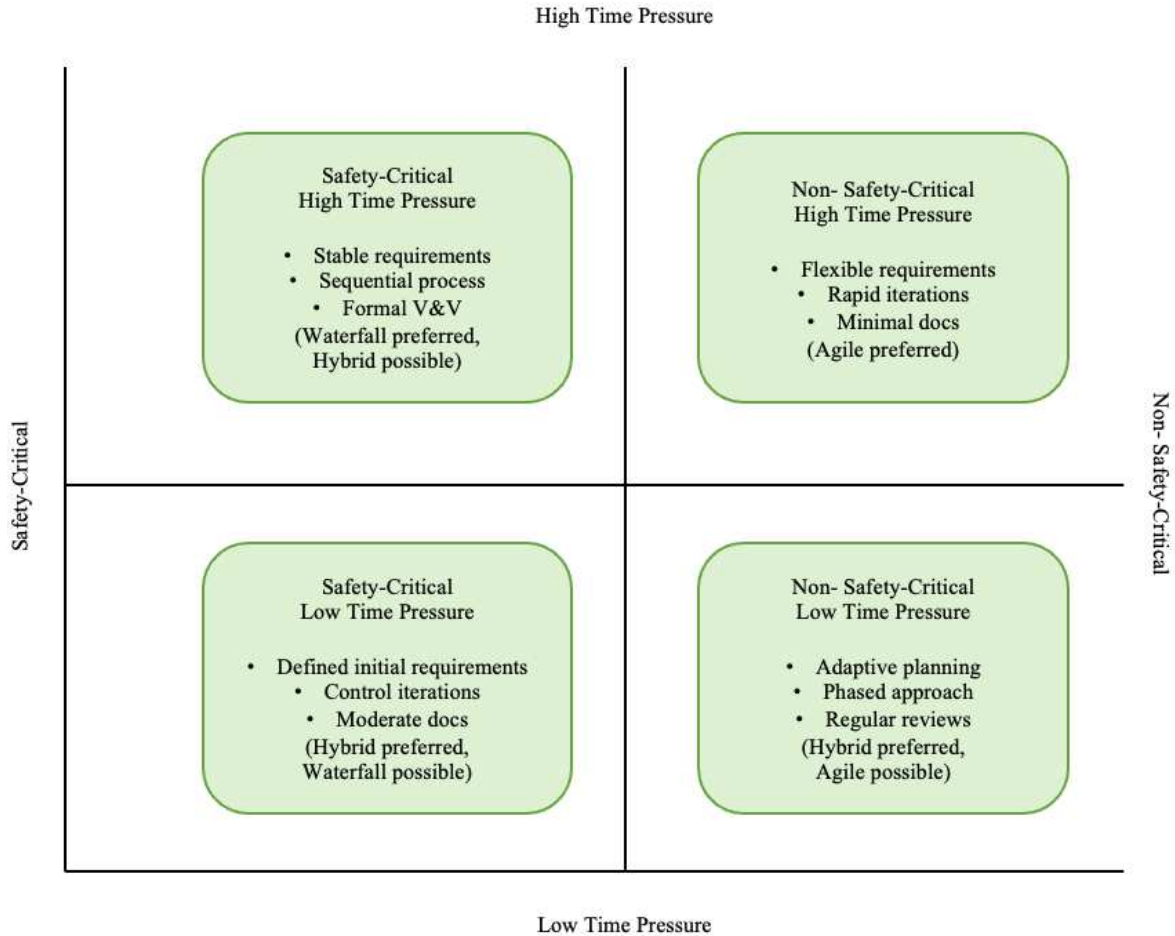 High Time Pressure
Safety-Critical
High Time Pressure
• Stable requirements
• Sequential process
• Formal V&V
(Waterfall preferred,
Hybrid possible)
Non- Safety-Critical
High Time Pressure
• Flexible requirements
• Rapid iterations
• Minimal docs
(Agile preferred)
Safety-Critical
Non- Safety-Critical
Safety-Critical
Low Time Pressure
• Defined initial requirements
• Control iterations
• Moderate docs
(Hybrid preferred,
Waterfall possible)
Non- Safety-Critical
Low Time Pressure
• Adaptive planning
• Phased approach
• Regular reviews
(Hybrid preferred,
Agile possible)
Low Time Pressure